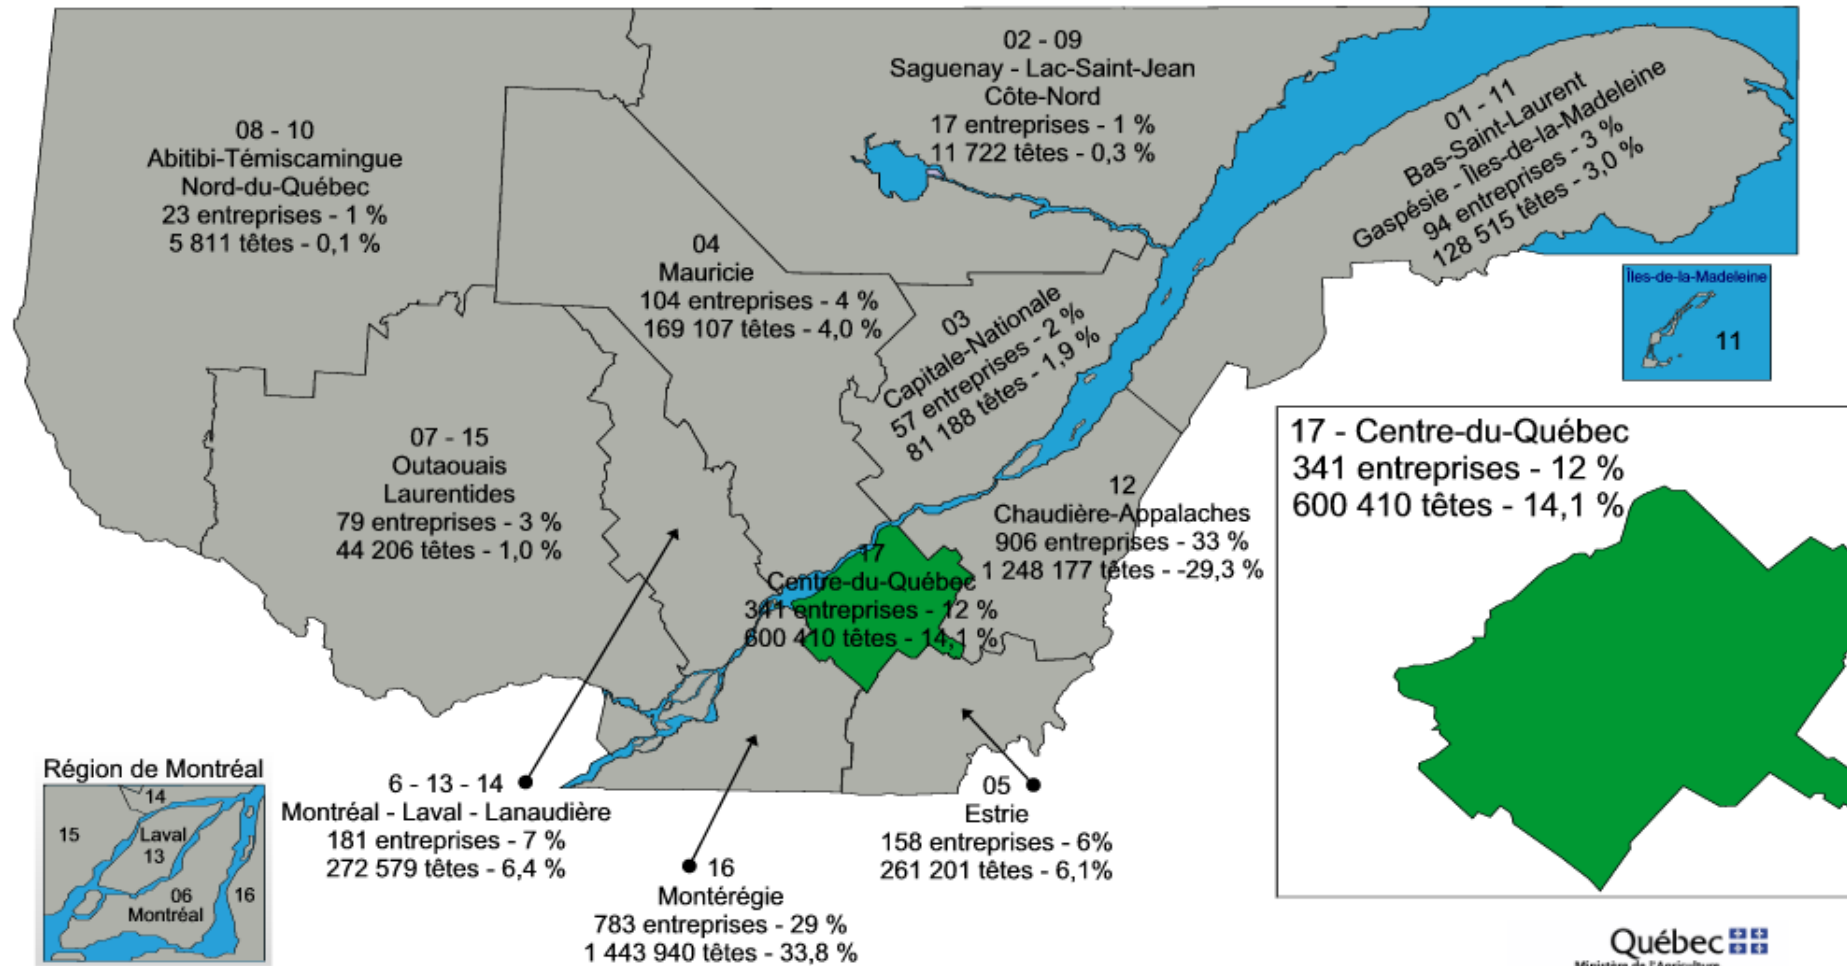 02 - 09
Saguenay - Lac-Saint-Jean
Côte-Nord
17 entreprises - 1 %
11 722 têtes - 0,3 %
01 - 11
Bas-Saint-Laurent
Gaspésie - Îles-de-la-Madeleine
94 entreprises - 3 %
128 515 têtes - 3,0 %
08 - 10
Abitibi-Témiscamingue
Nord-du-Québec
23 entreprises - 1 %
5 811 têtes - 0,1 %
04
Mauricie
104 entreprises - 4 %
169 107 têtes - 4,0 %
03
Capitale-Nationale
57 entreprises - 2 %
81 188 têtes - 1,9 %
Îles-de-la-Madeleine
11
07 - 15
Outaouais
Laurentides
79 entreprises - 3 %
44 206 têtes - 1,0 %
12
Chaudière-Appalaches
906 entreprises - 33 %
1 248 177 têtes - -29,3 %
17 - Centre-du-Québec
341 entreprises - 12 %
600 410 têtes - 14,1 %
17
Centre-du-Québec
341 entreprises - 12 %
600 410 têtes - 14,1 %
Région de Montréal
14
15
Laval
13
06
Montréal
16
6 - 13 - 14
Montréal - Laval - Lanaudière
181 entreprises - 7 %
272 579 têtes - 6,4 %
16
Montérégie
783 entreprises - 29 %
1 443 940 têtes - 33,8 %
05
Estrie
158 entreprises - 6%
261 201 têtes - 6,1%
Québec
Ministère de l'Agriculture